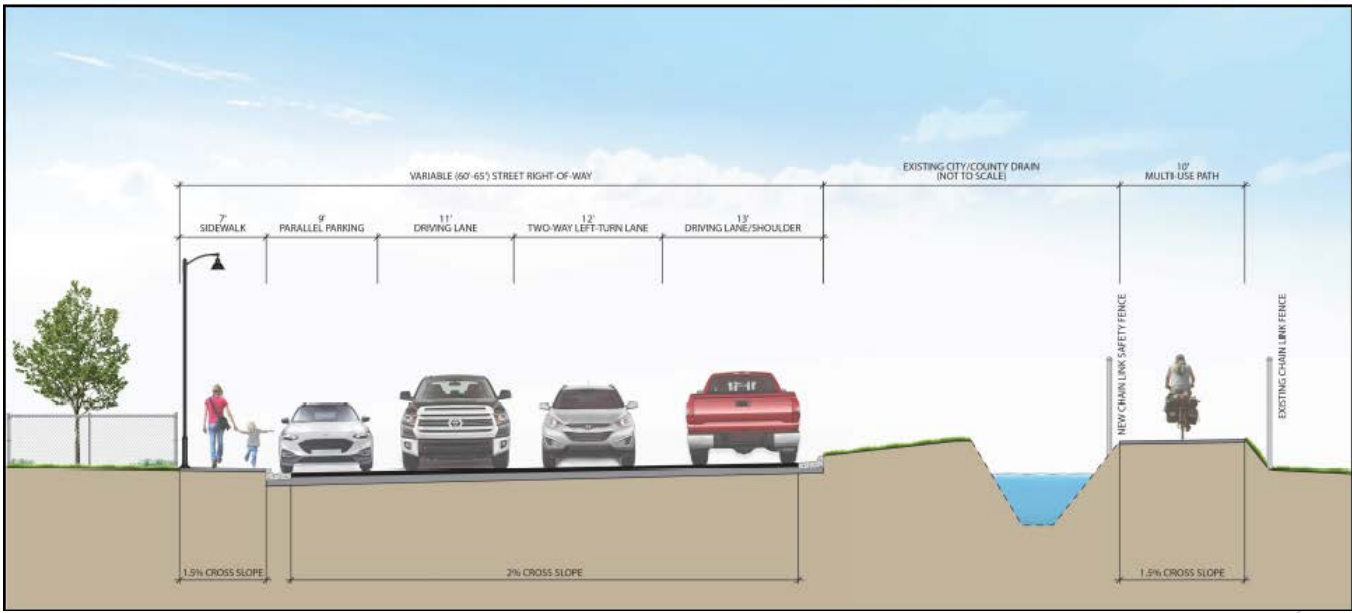 VARIABLE (60'-65') STREET RIGHT-OF-WAY
EXISTING CITY/COUNTY DRAIN
(NOT TO SCALE)
10'
MULTI-USE PATH
7'
SIDEWALK
9'
PARALLEL PARKING
11'
DRIVING LANE
12'
TWO-WAY LEFT-TURN LANE
13'
DRIVING LANE/SHOULDER
NEW CHAIN LINK SAFETY FENCE
EXISTING CHAIN LINK FENCE
1.5% CROSS SLOPE
2% CROSS SLOPE
1.5% CROSS SLOPE